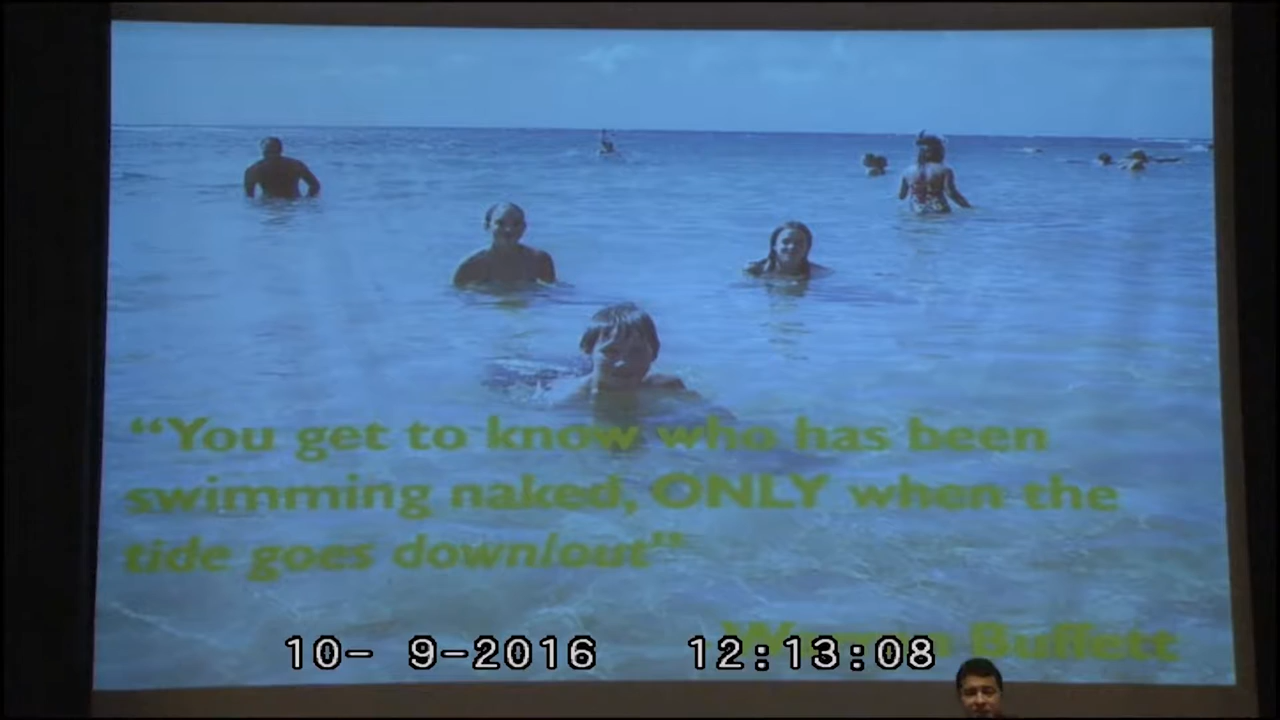 “You get to know who has been
swimming naked, ONLY when the
tide goes down/out”
Warren Buffett
10- 9-2016 12:13:08